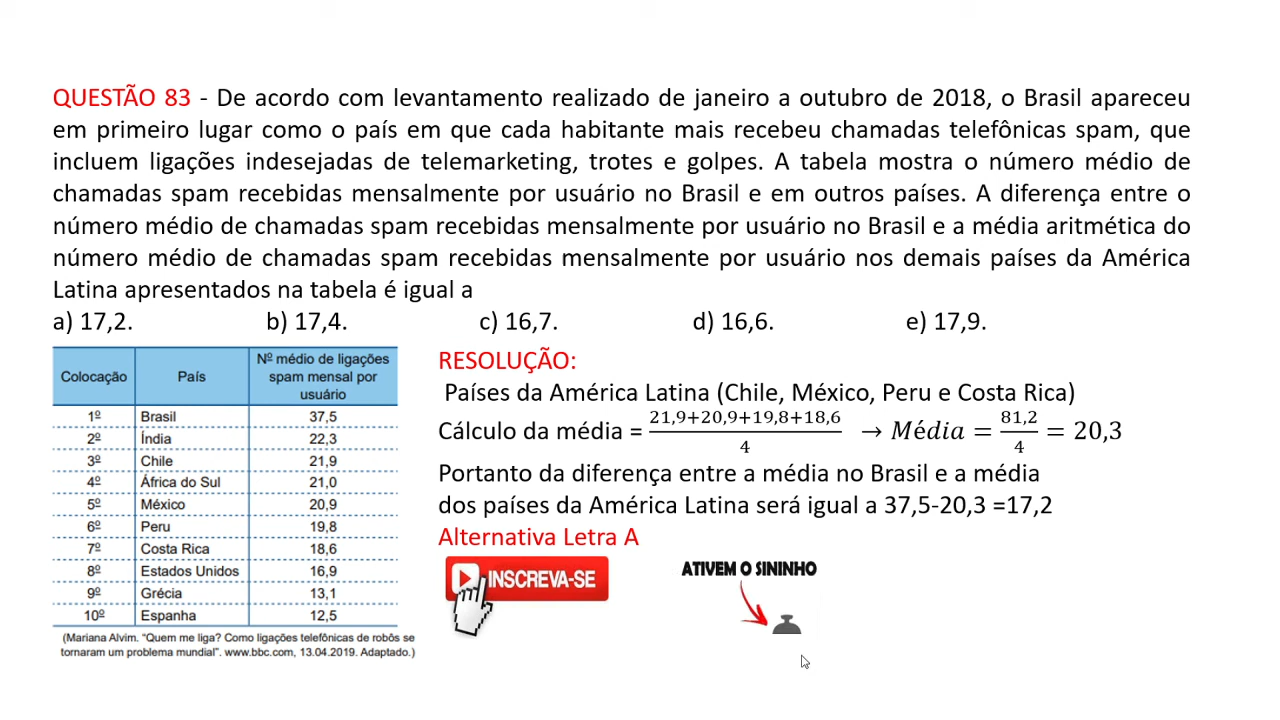 QUESTÃO 83 - De acordo com levantamento realizado de janeiro a outubro de 2018, o Brasil apareceu
em primeiro lugar como o país em que cada habitante mais recebeu chamadas telefônicas spam, que
incluem ligações indesejadas de telemarketing, trotes e golpes. A tabela mostra o número médio de
chamadas spam recebidas mensalmente por usuário no Brasil e em outros países. A diferença entre o
número médio de chamadas spam recebidas mensalmente por usuário no Brasil e a média aritmética do
número médio de chamadas spam recebidas mensalmente por usuário nos demais países da América
Latina apresentados na tabela é igual a
a) 17,2. b) 17,4. c) 16,7. d) 16,6. e) 17,9.
Colocação País Nº médio de ligações spam mensal por usuário
1º Brasil 37,5
2º Índia 22,3
3º Chile 21,9
4º África do Sul 21,0
5º México 20,9
6º Peru 19,8
7º Costa Rica 18,6
8º Estados Unidos 16,9
9º Grécia 13,1
10º Espanha 12,5
(Mariana Alvim. "Quem me liga? Como ligações telefônicas de robôs se
tornaram um problema mundial". www.bbc.com, 13.04.2019. Adaptado.)
RESOLUÇÃO:
Países da América Latina (Chile, México, Peru e Costa Rica)
Cálculo da média = 21,9+20,9+19,8+18,6/4 → Média = 81,2/4 = 20,3
Portanto da diferença entre a média no Brasil e a média
dos países da América Latina será igual a 37,5-20,3 =17,2
Alternativa Letra A
INSCREVA-SE
ATIVEM O SININHO